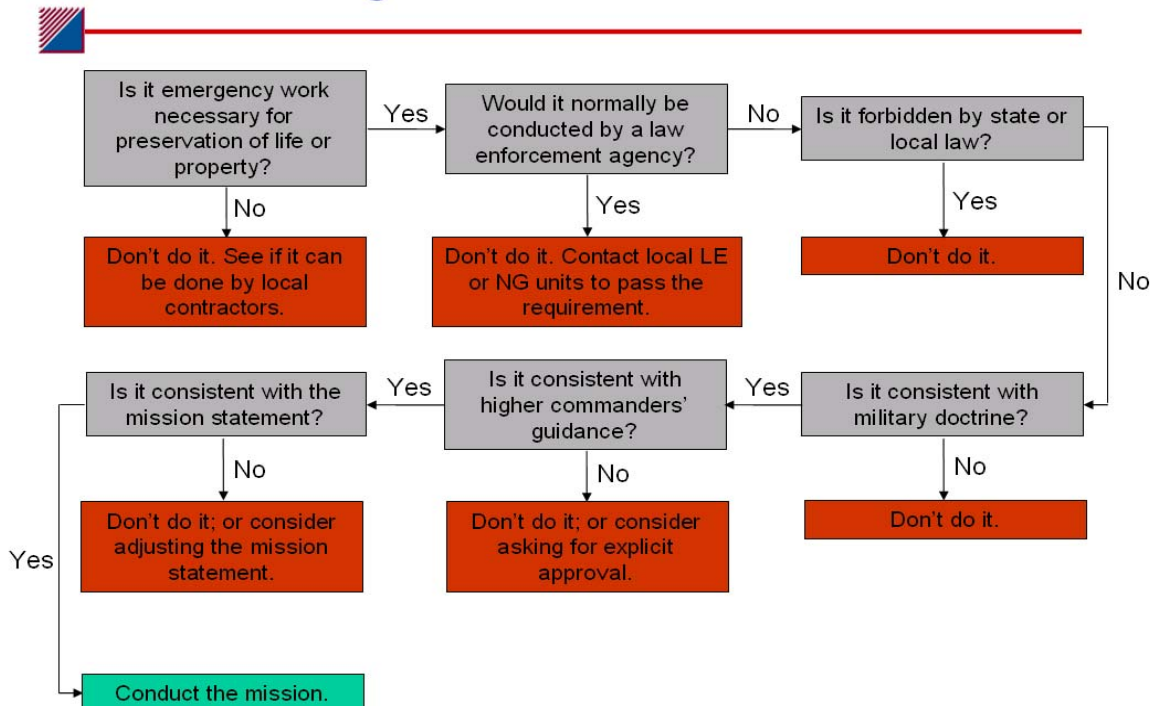 Is it emergency work
necessary for
preservation of life or
property?
Yes
Would it normally be
conducted by a law
enforcement agency?
No
Is it forbidden by state or
local law?
No
Yes
Yes
No
Don't do it. See if it can
be done by local
contractors.
Don't do it. Contact local LE
or NG units to pass the
requirement.
Don't do it.
Is it consistent with the
mission statement?
Yes
Is it consistent with
higher commanders'
guidance?
Yes
Is it consistent with
military doctrine?
No
No
No
Don't do it; or consider
adjusting the mission
statement.
Don't do it; or consider
asking for explicit
approval.
Don't do it.
Yes
Conduct the mission.